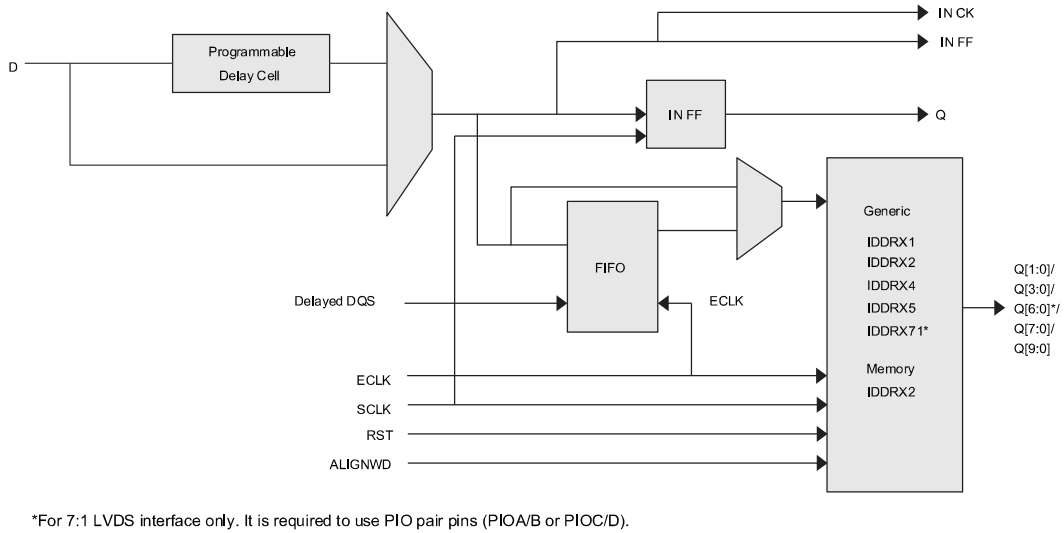 IN CK
IN FF
D
Programmable
Delay Cell
IN FF
Q
Generic
IDDRX1
IDDRX2
IDDRX4
IDDRX5
IDDRX71*
Memory
IDDRX2
FIFO
Delayed DQS
ECLK
Q[1:0]/
Q[3:0]/
Q[6:0]*/
Q[7:0]/
Q[9:0]
ECLK
SCLK
RST
ALIGNWD
*For 7:1 LVDS interface only. It is required to use PIO pair pins (PIOA/B or PIOC/D).